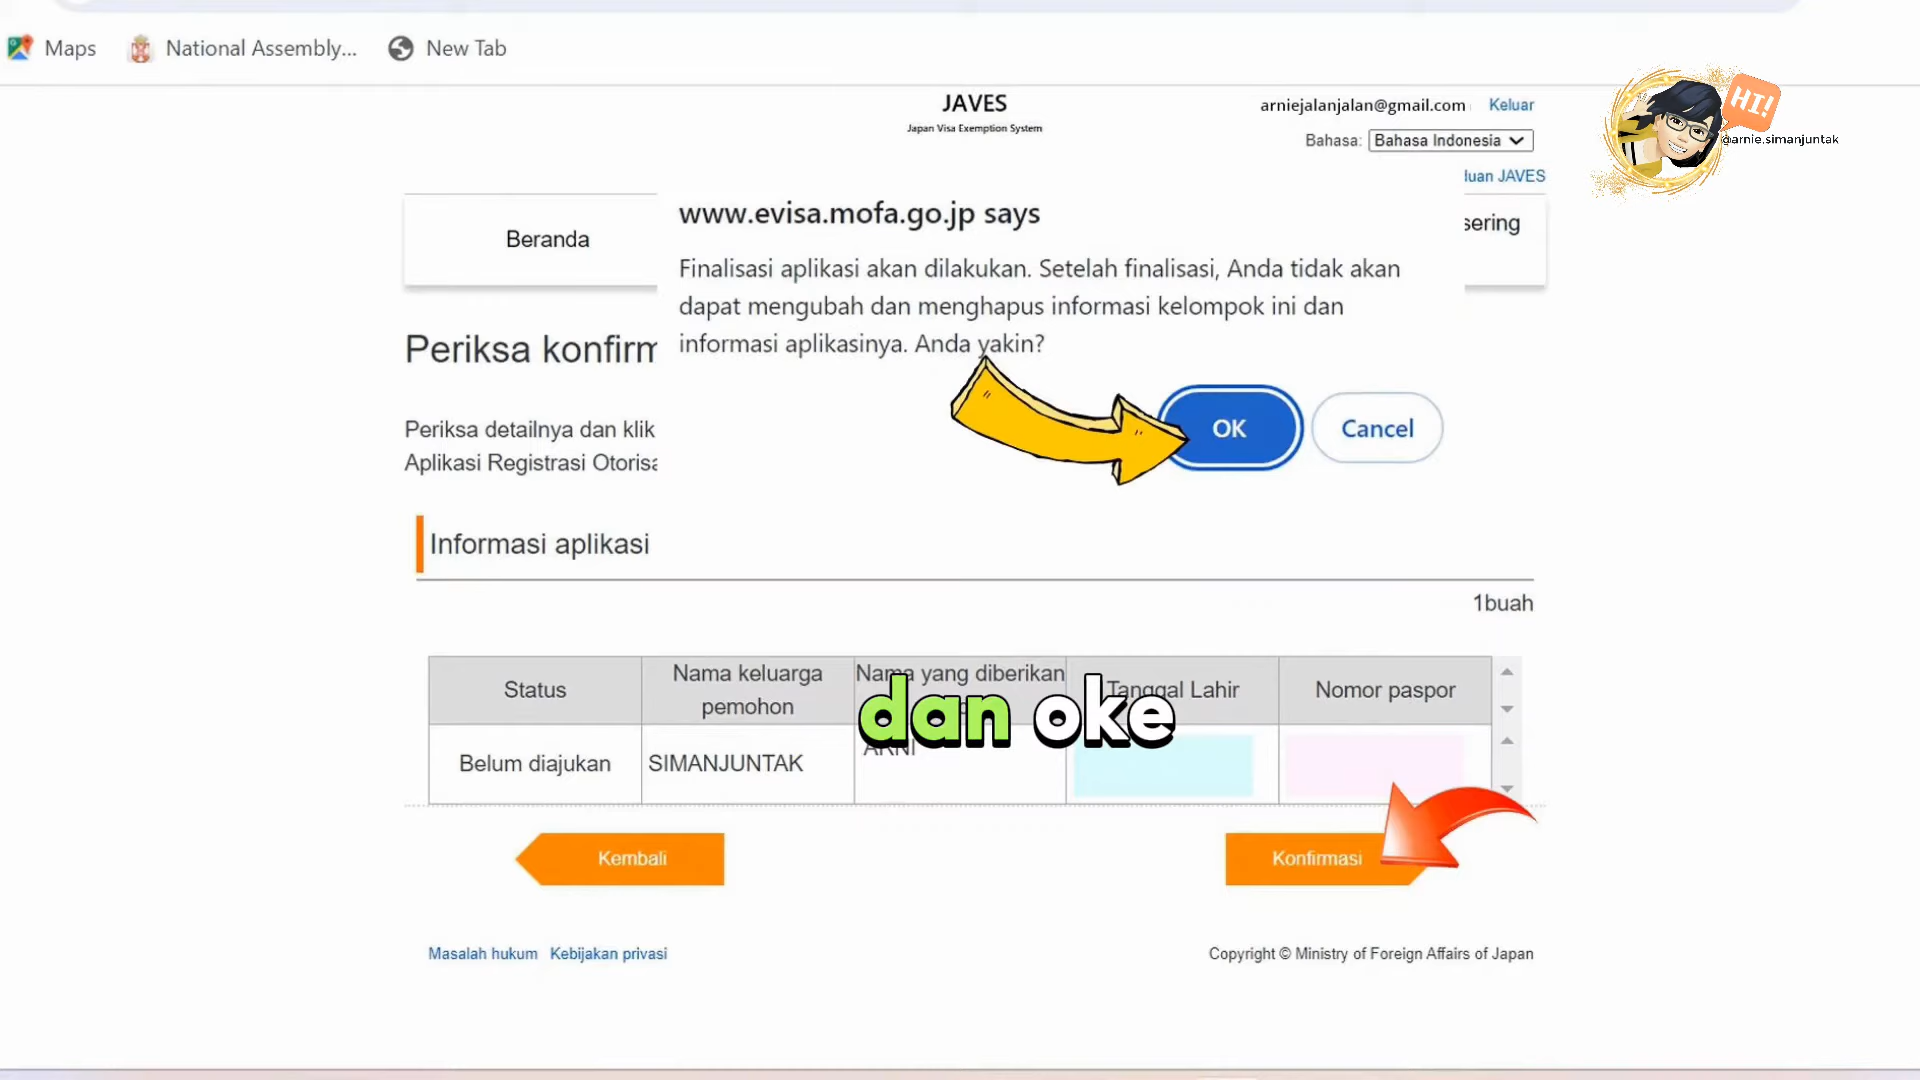 Maps
National Assembly...
New Tab
JAVES
Japan Visa Exemption System
arniejalanjalan@gmail.com
Keluar
Bahasa:
Bahasa Indonesia
HI!
@arnie.simanjuntak
luan JAVES
Beranda
www.evisa.mofa.go.jp says
Finalisasi aplikasi akan dilakukan. Setelah finalisasi, Anda tidak akan
dapat mengubah dan menghapus informasi kelompok ini dan
informasi aplikasinya. Anda yakin?
sering
OK
Cancel
Periksa konfirm
Periksa detailnya dan klik
Aplikasi Registrasi Otoris
Informasi aplikasi
1buah
Status
Nama keluarga
pemohon
Nama yang diberikan
Tanggal Lahir
Nomor paspor
dan oke
Belum diajukan
SIMANJUNTAK
ARNI
Kembali
Konfirmasi
Masalah hukum
Kebijakan privasi
Copyright © Ministry of Foreign Affairs of Japan